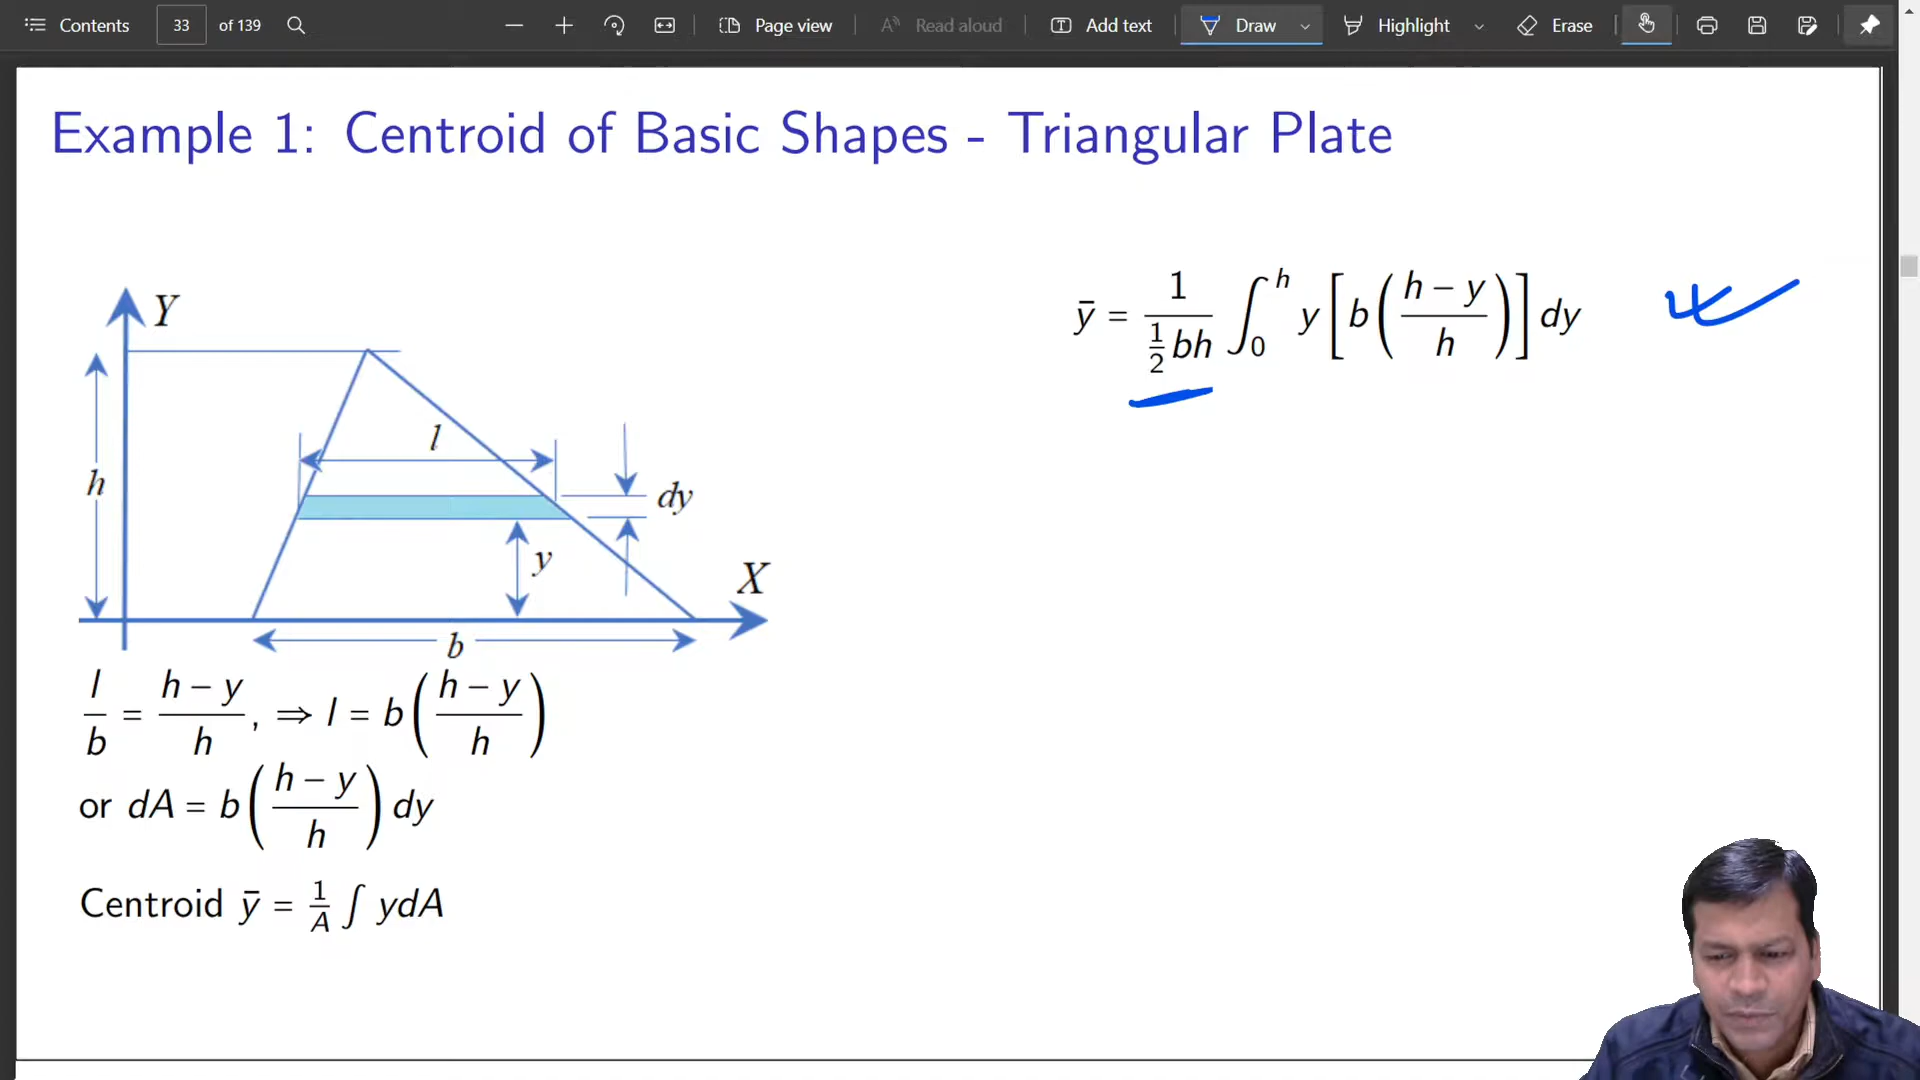 Contents 33 of 139 Page view Read aloud Add text Draw Highlight Erase
Example 1: Centroid of Basic Shapes - Triangular Plate
Y
h
l
dy
y
X
b
l/b = (h − y)/h, ⇒ l = b((h − y)/h)
or dA = b((h − y)/h) dy
Centroid ȳ = 1/A ∫ ydA
ȳ = 1/(½bh) ∫₀ʰ y[b((h − y)/h)] dy